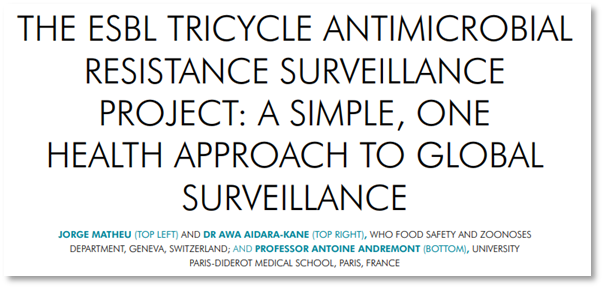 THE ESBL TRICYCLE ANTIMICROBIAL
RESISTANCE SURVEILLANCE
PROJECT: A SIMPLE, ONE
HEALTH APPROACH TO GLOBAL
SURVEILLANCE
JORGE MATHEU (TOP LEFT) AND DR AWA AIDARA-KANE (TOP RIGHT), WHO FOOD SAFETY AND ZOONOSES
DEPARTMENT, GENEVA, SWITZERLAND; AND PROFESSOR ANTOINE ANDREMONT (BOTTOM), UNIVERSITY
PARIS-DIDEROT MEDICAL SCHOOL, PARIS, FRANCE